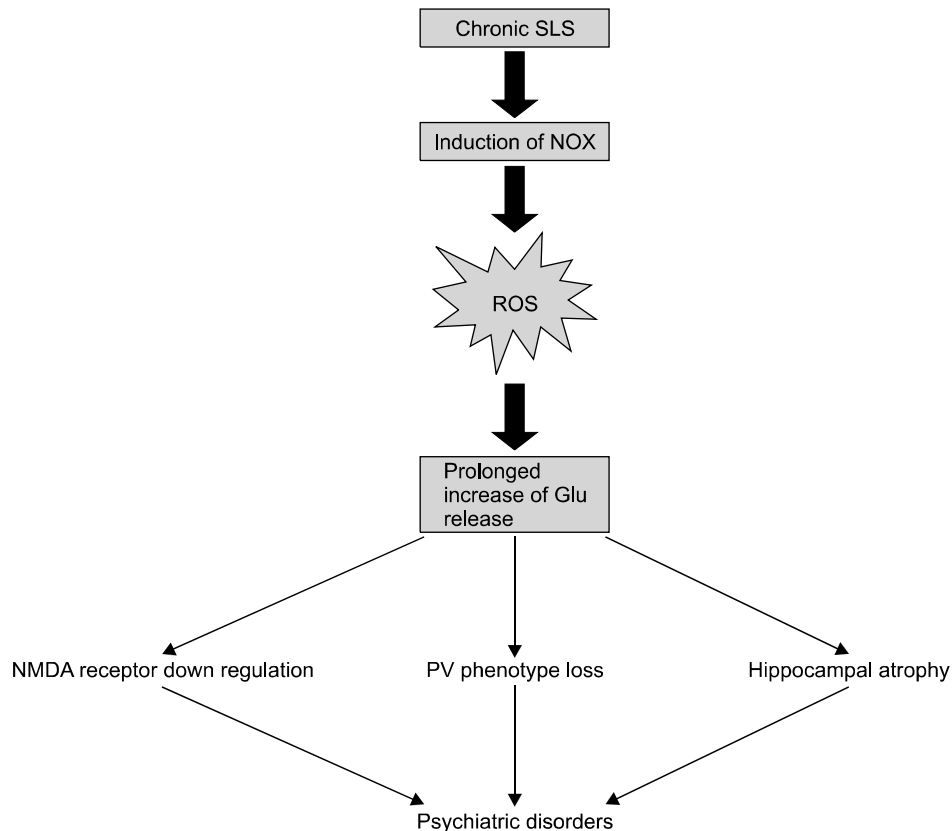 Chronic SLS
Induction of NOX
ROS
Prolonged
increase of Glu
release
NMDA receptor down regulation
PV phenotype loss
Hippocampal atrophy
Psychiatric disorders